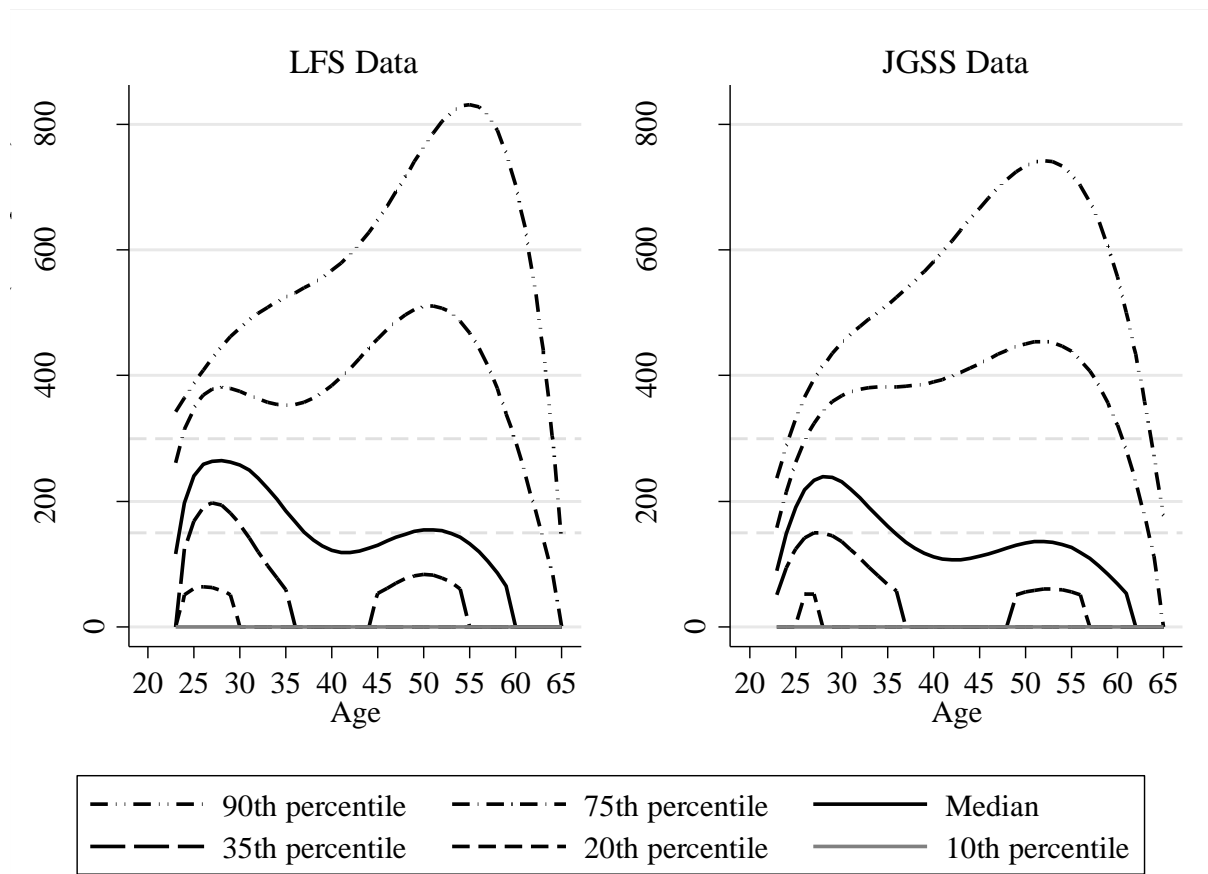 LFS Data
800
600
400
200
0
20 25 30 35 40 45 50 55 60 65
Age
JGSS Data
800
600
400
200
0
20 25 30 35 40 45 50 55 60 65
Age
90th percentile 75th percentile Median
35th percentile 20th percentile 10th percentile